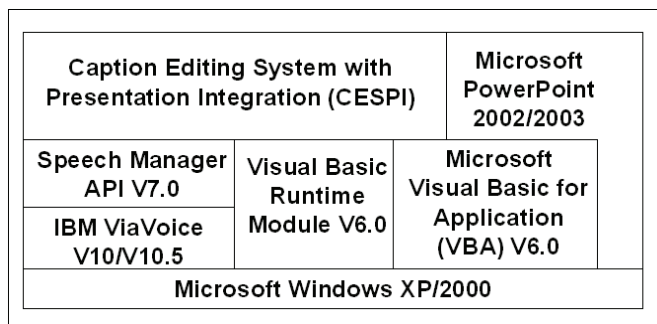 Caption Editing System with
Presentation Integration (CESPI)
Microsoft
PowerPoint
2002/2003
Speech Manager
API V7.0
IBM ViaVoice
V10/V10.5
Visual Basic
Runtime
Module V6.0
Microsoft
Visual Basic for
Application
(VBA) V6.0
Microsoft Windows XP/2000